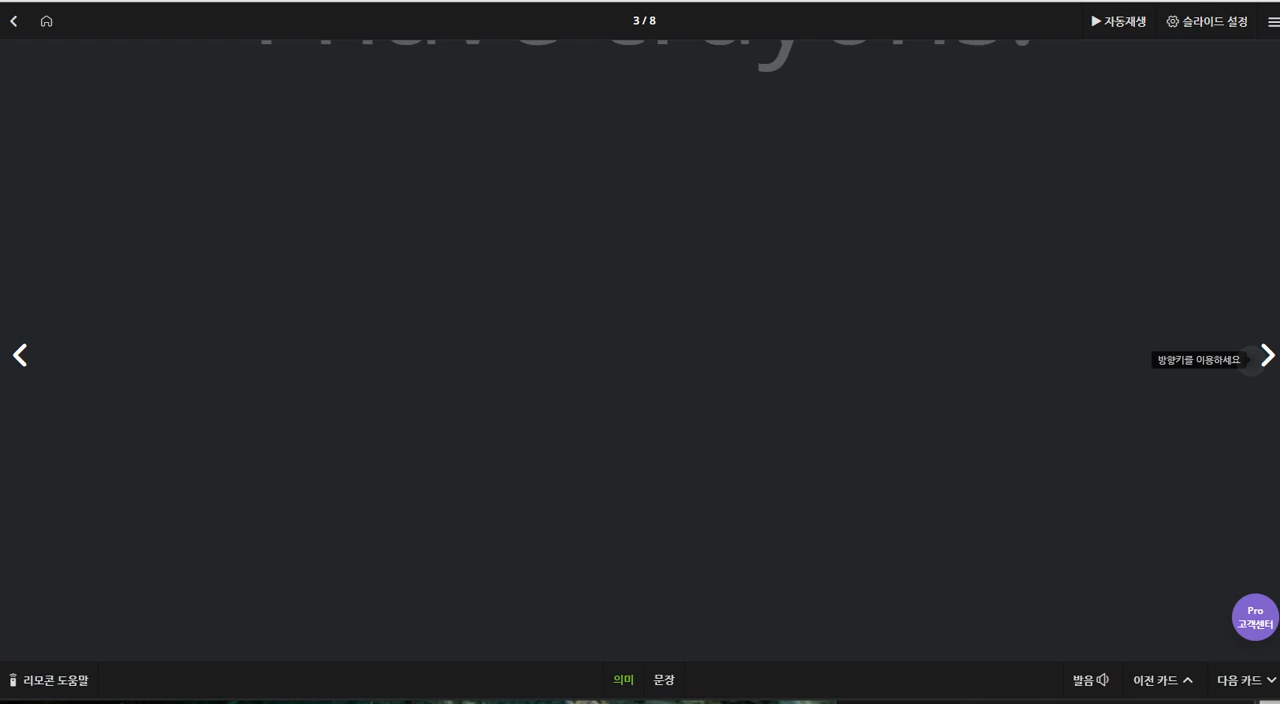 3 / 8
자동재생
슬라이드 설정
방향키를 이용하세요
Pro
고객센터
리모콘 도움말
의미
문장
발음
이전 카드
다음 카드